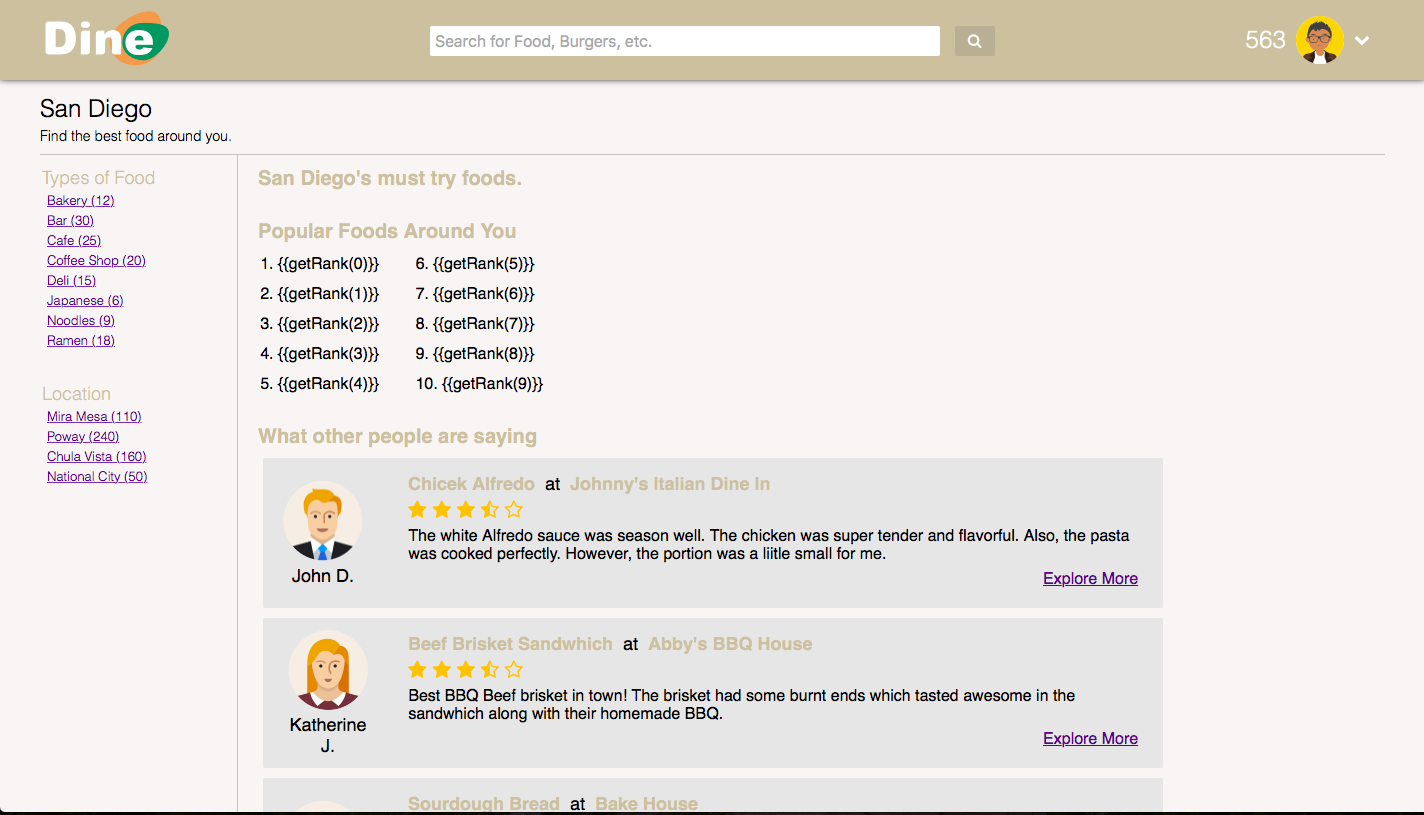 Dine
Search for Food, Burgers, etc.
563
San Diego
Find the best food around you.
Types of Food
Bakery (12)
Bar (30)
Cafe (25)
Coffee Shop (20)
Deli (15)
Japanese (6)
Noodles (9)
Ramen (18)
Location
Mira Mesa (110)
Poway (240)
Chula Vista (160)
National City (50)
San Diego's must try foods.
Popular Foods Around You
1. {{getRank(0)}}
2. {{getRank(1)}}
3. {{getRank(2)}}
4. {{getRank(3)}}
5. {{getRank(4)}}
6. {{getRank(5)}}
7. {{getRank(6)}}
8. {{getRank(7)}}
9. {{getRank(8)}}
10. {{getRank(9)}}
What other people are saying
John D.
Chicek Alfredo at Johnny's Italian Dine In
The white Alfredo sauce was season well. The chicken was super tender and flavorful. Also, the pasta
was cooked perfectly. However, the portion was a liitle small for me.
Explore More
Katherine
J.
Beef Brisket Sandwhich at Abby's BBQ House
Best BBQ Beef brisket in town! The brisket had some burnt ends which tasted awesome in the
sandwhich along with their homemade BBQ.
Explore More
Sourdough Bread at Bake House